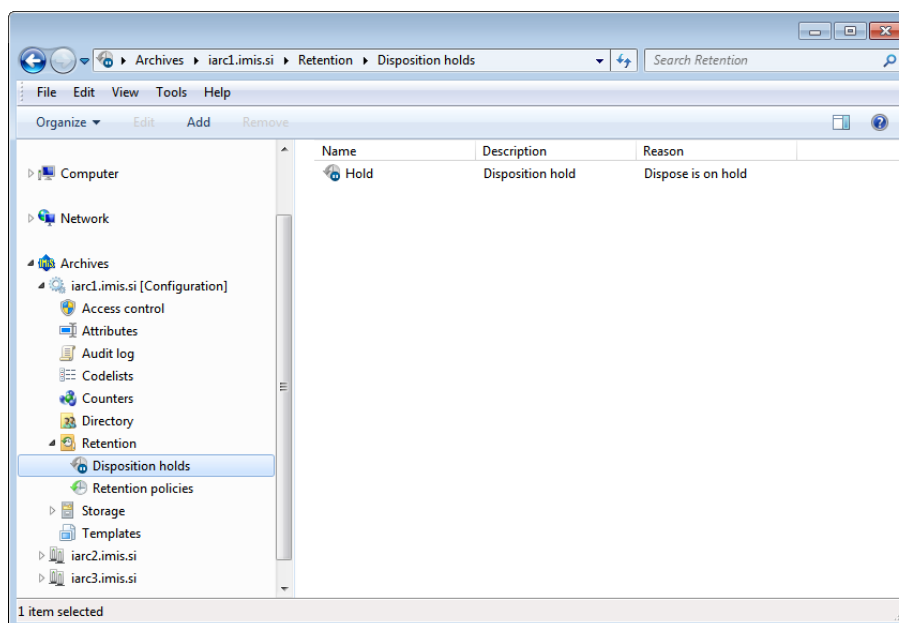 Archives iarc1.imis.si Retention Disposition holds Search Retention
File Edit View Tools Help
Organize Edit Add Remove
Name Description Reason
Hold Disposition hold Dispose is on hold
Computer
Network
Archives
iarc1.imis.si [Configuration]
Access control
Attributes
Audit log
Codelists
Counters
Directory
Retention
Disposition holds
Retention policies
Storage
Templates
iarc2.imis.si
iarc3.imis.si
1 item selected